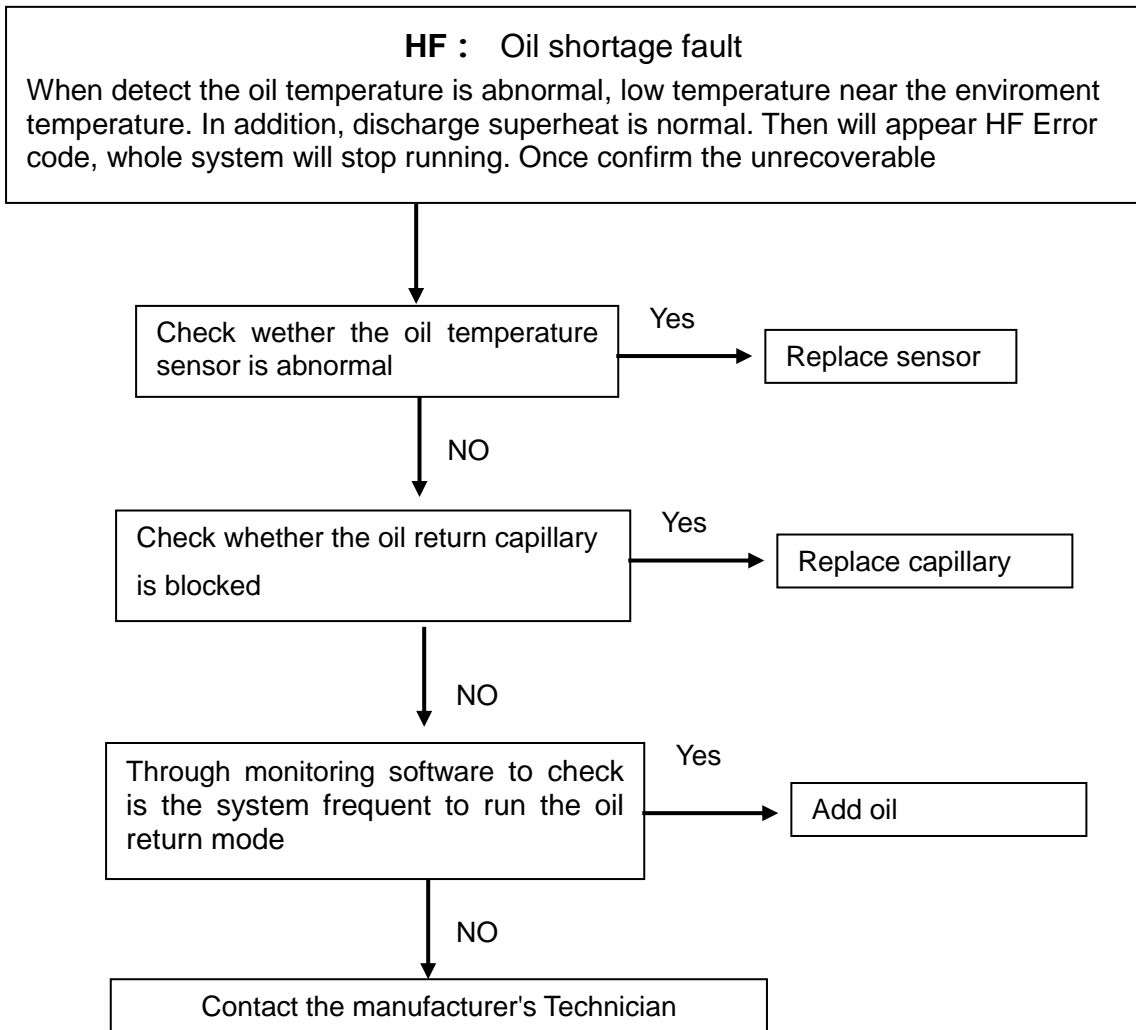 HF： Oil shortage fault
When detect the oil temperature is abnormal, low temperature near the enviroment
temperature. In addition, discharge superheat is normal. Then will appear HF Error
code, whole system will stop running. Once confirm the unrecoverable
Check wether the oil temperature
sensor is abnormal
Yes
Replace sensor
NO
Check whether the oil return capillary
is blocked
Yes
Replace capillary
NO
Through monitoring software to check
is the system frequent to run the oil
return mode
Yes
Add oil
NO
Contact the manufacturer's Technician